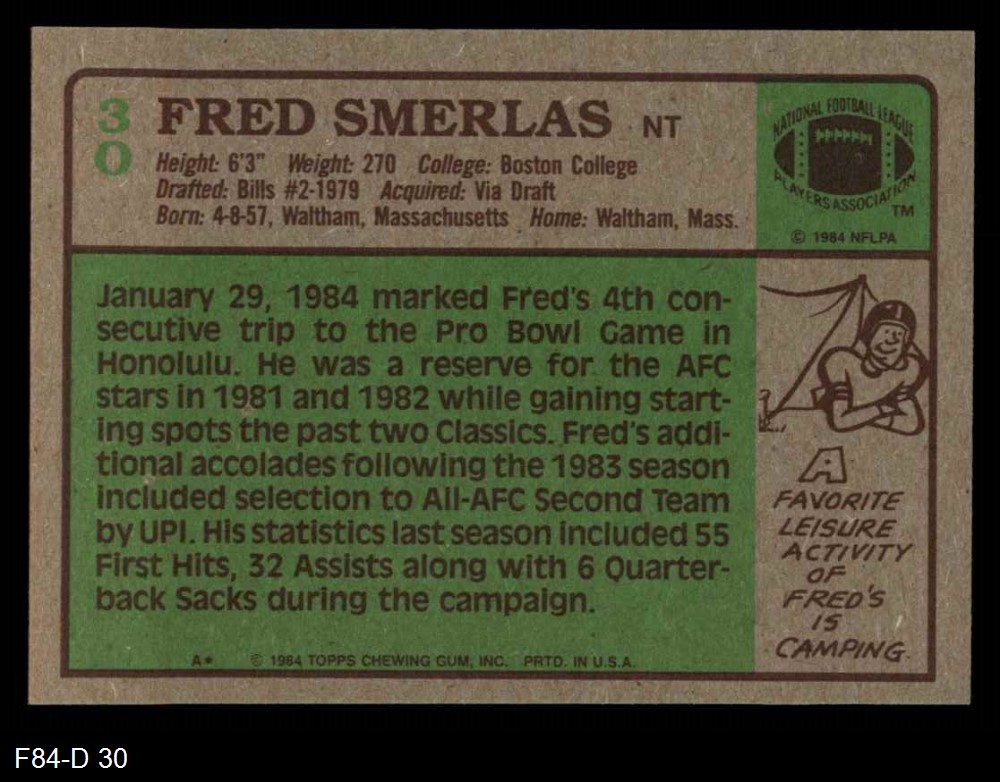 30
FRED SMERLAS NT
Height: 6'3" Weight: 270 College: Boston College
Drafted: Bills #2-1979 Acquired: Via Draft
Born: 4-8-57, Waltham, Massachusetts Home: Waltham, Mass.
NATIONAL FOOTBALL LEAGUE
PLAYERS ASSOCIATION
TM
© 1984 NFLPA
January 29, 1984 marked Fred's 4th con-
secutive trip to the Pro Bowl Game in
Honolulu. He was a reserve for the AFC
stars in 1981 and 1982 while gaining start-
ing spots the past two Classics. Fred's addi-
tional accolades following the 1983 season
included selection to All-AFC Second Team
by UPI. His statistics last season included 55
First Hits, 32 Assists along with 6 Quarter-
back Sacks during the campaign.
A* © 1984 TOPPS CHEWING GUM, INC. PRTD. IN U.S.A.
A
FAVORITE
LEISURE
ACTIVITY
OF
FRED'S
IS
CAMPING.
F84-D 30